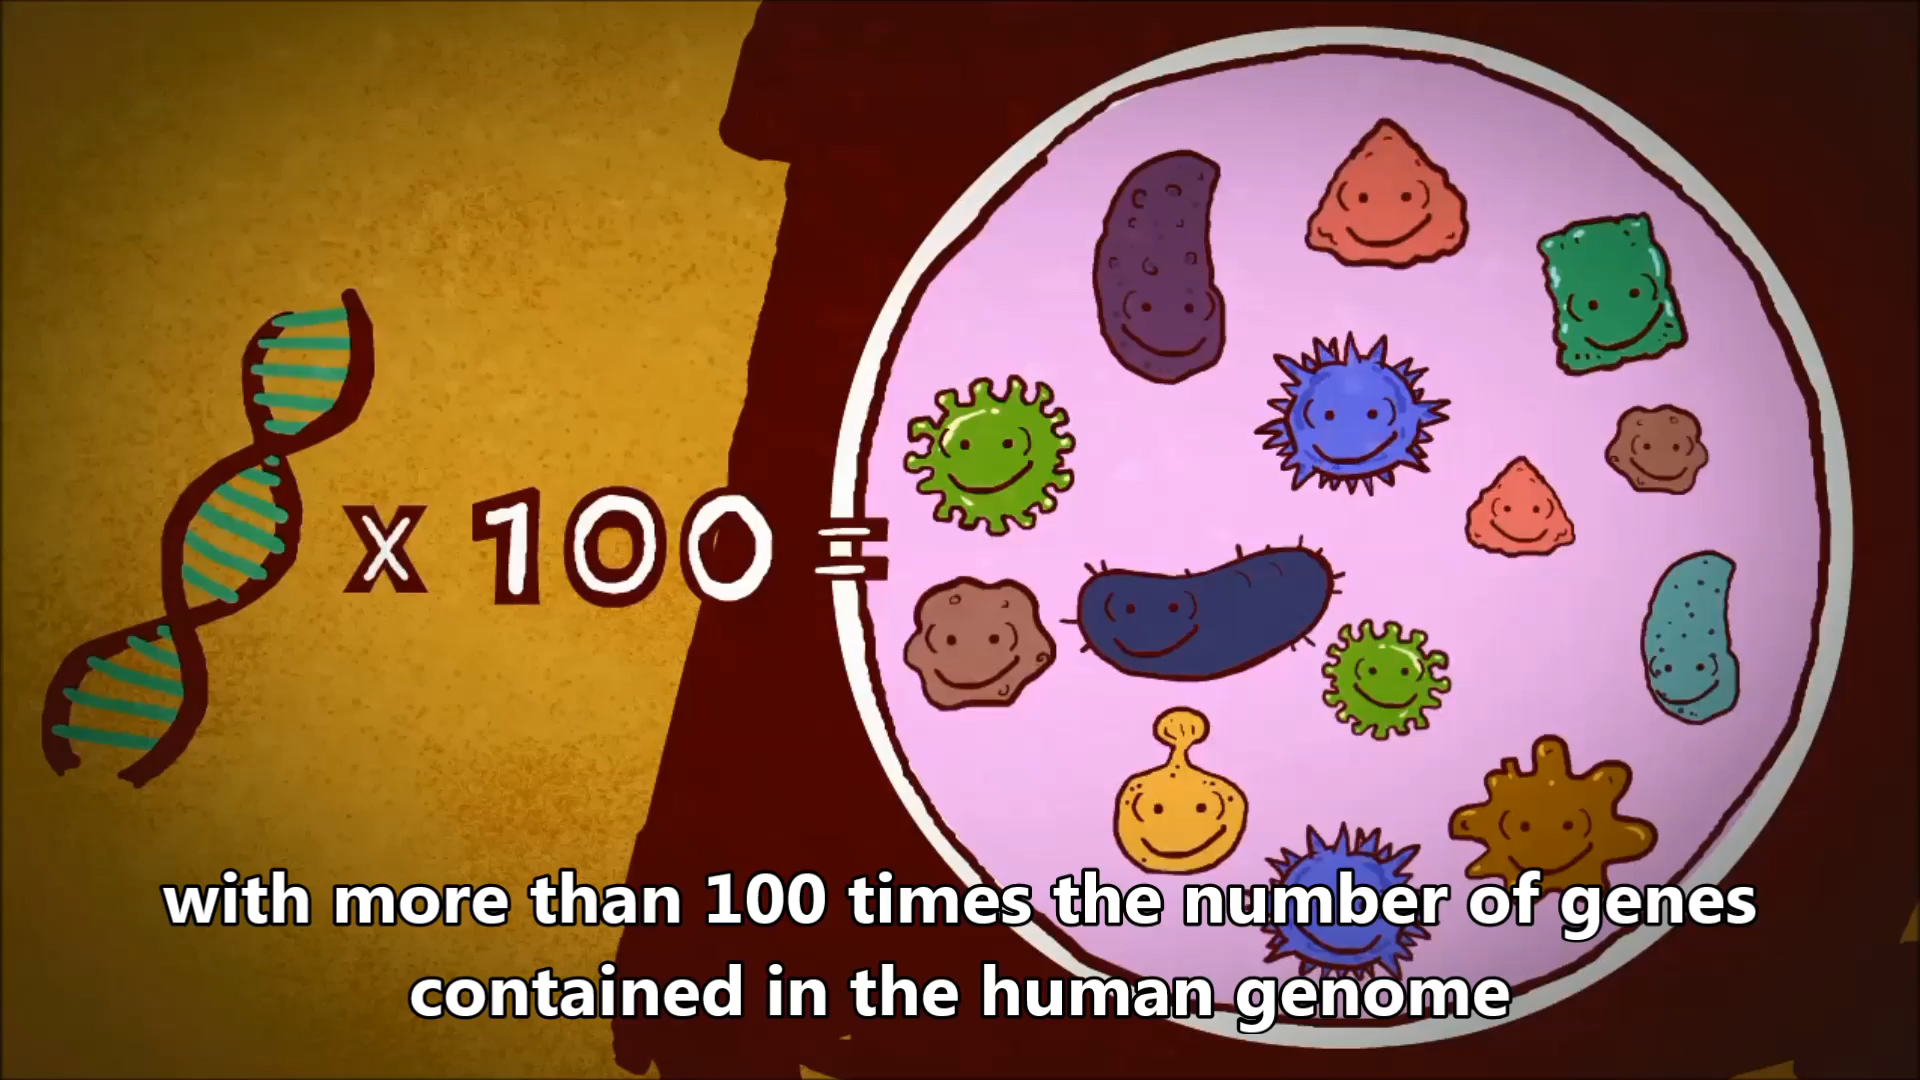 x 100 =
with more than 100 times the number of genes
contained in the human genome